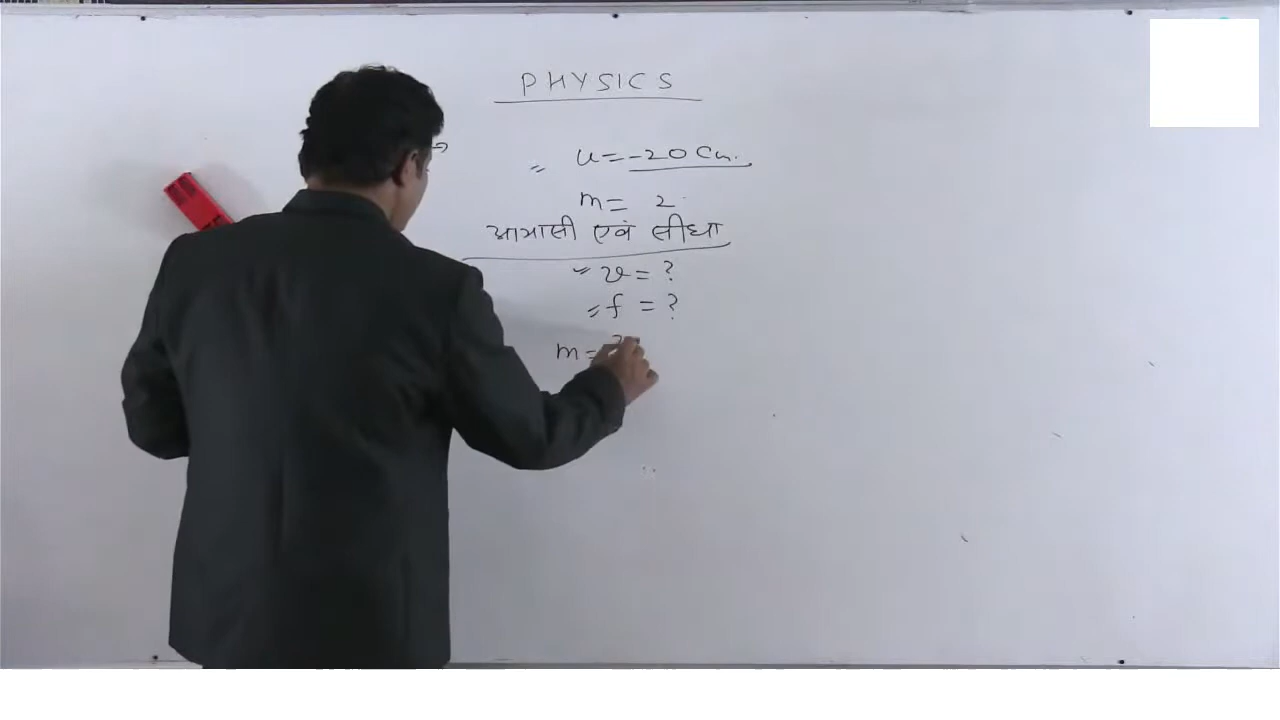 PHYSICS
u = -20 cm.
m = 2
आभासी एवं सीधा
v = ?
f = ?
m =